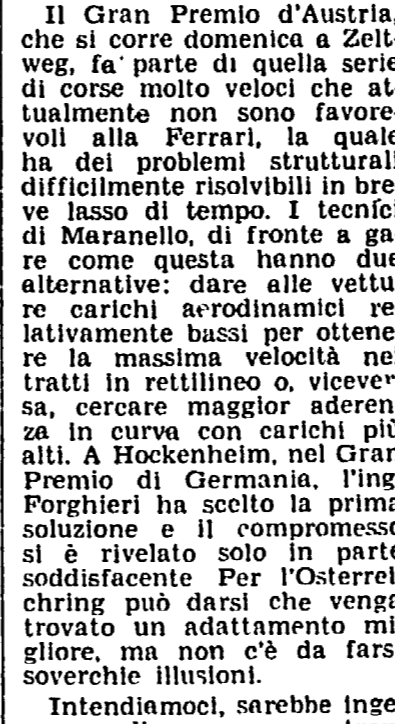 Il Gran Premio d'Austria,
che si corre domenica a Zelt-
weg, fa parte di quella serie
di corse molto veloci che at-
tualmente non sono favore-
voli alla Ferrari, la quale
ha dei problemi strutturali
difficilmente risolvibili in bre-
ve lasso di tempo. I tecnici
di Maranello, di fronte a ga-
re come questa hanno due
alternative: dare alle vettu-
re carichi aerodinamici re-
lativamente bassi per ottene-
re la massima velocità nei
tratti in rettilineo o, vicever-
sa, cercare maggior aderen-
za in curva con carichi più
alti. A Hockenheim, nel Gran
Premio di Germania, l'ing.
Forghieri ha scelto la prima
soluzione e il compromesso
si è rivelato solo in parte
soddisfacente Per l'Osterrei-
chring può darsi che venga
trovato un adattamento mi-
gliore, ma non c'è da farsi
soverchie illusioni.
Intendiamoci, sarebbe inge-